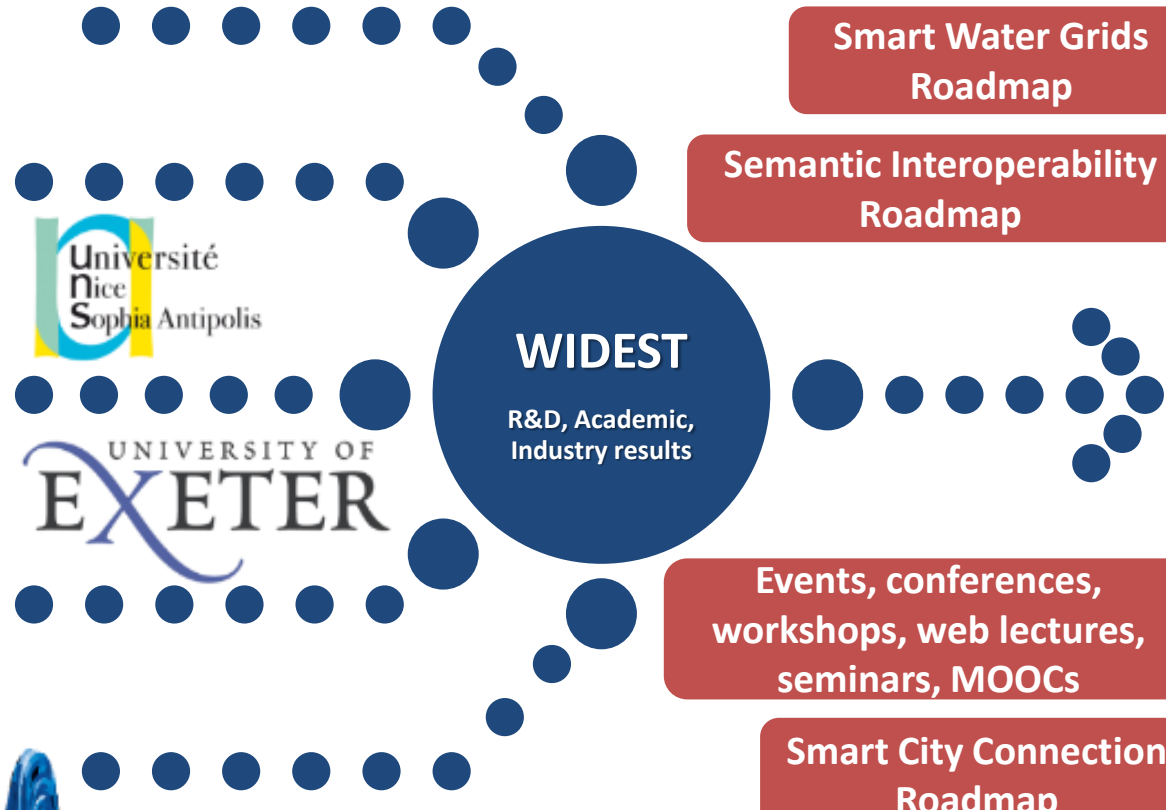 Smart Water Grids
Roadmap
Semantic Interoperability
Roadmap
Université
Nice
Sophia Antipolis
WIDEST
R&D, Academic,
Industry results
UNIVERSITY OF
EXETER
Events, conferences,
workshops, web lectures,
seminars, MOOCs
Smart City Connection
Roadmap